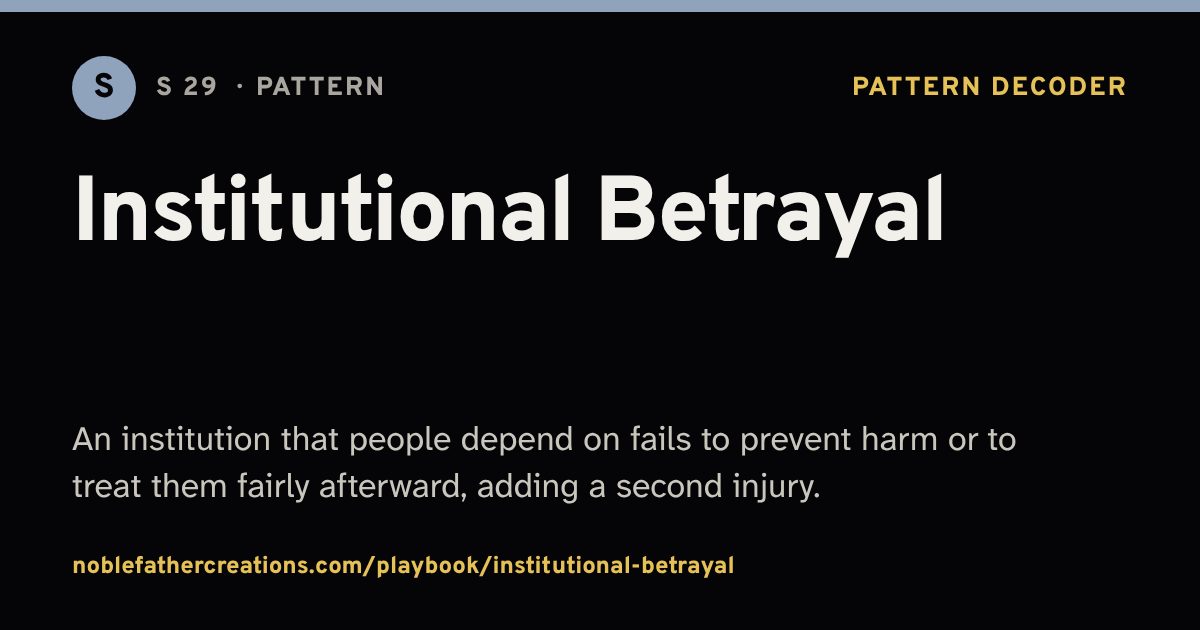 S
S 29 · PATTERN
PATTERN DECODER
Institutional Betrayal
An institution that people depend on fails to prevent harm or to
treat them fairly afterward, adding a second injury.
noblefathercreations.com/playbook/institutional-betrayal